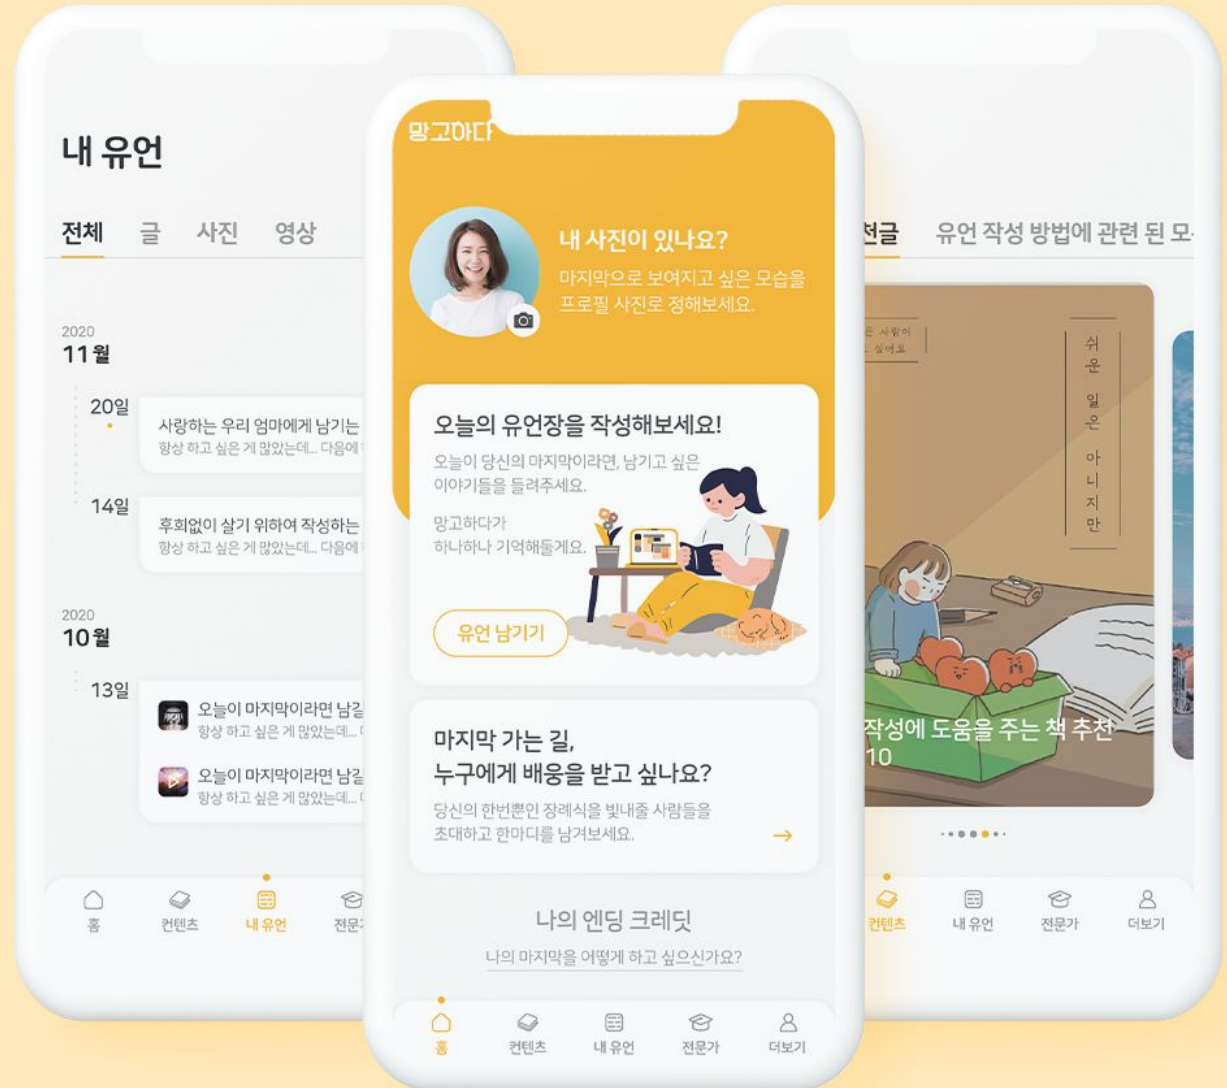 내 유언
전체 글 사진 영상
2020
11월
20일
사랑하는 우리 엄마에게 남기는
항상 하고 싶은 게 많았는데... 다음에
14일
후회없이 살기 위하여 작성하는
항상 하고 싶은 게 많았는데... 다음에
2020
10월
13일
오늘이 마지막이라면 남길
항상 하고 싶은 게 많았는데...
오늘이 마지막이라면 남길
항상 하고 싶은 게 많았는데...
홈 컨텐츠 내 유언 전문
망고하다
내 사진이 있나요?
마지막으로 보여지고 싶은 모습을
프로필 사진로 정해보세요.
오늘의 유언장을 작성해보세요!
오늘이 당신의 마지막이라면, 남기고 싶은
이야기들을 들려주세요.
망고하다가
하나하나 기억해둘게요.
유언 남기기
마지막 가는 길,
누구에게 배웅을 받고 싶나요?
당신의 한번뿐인 장례식을 빛내줄 사람들을
초대하고 한마디를 남겨보세요.
→
나의 엔딩 크레딧
나의 마지막을 어떻게 하고 싶으신가요?
홈 컨텐츠 내 유언 전문가 더보기
천글 유언 작성 방법에 관련 된 모
은 사람이
싶어요
쉬운 일은 아니지만
작성에 도움을 주는 책 추천
10
컨텐츠 내 유언 전문가 더보기